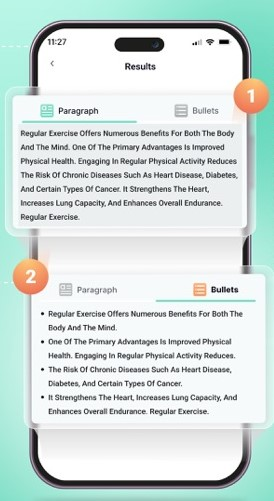 11:27
Results
1
Paragraph Bullets
Regular Exercise Offers Numerous Benefits For Both The Body
And The Mind. One Of The Primary Advantages Is Improved
Physical Health. Engaging In Regular Physical Activity Reduces
The Risk Of Chronic Diseases Such As Heart Disease, Diabetes,
And Certain Types Of Cancer. It Strengthens The Heart,
Increases Lung Capacity, And Enhances Overall Endurance.
Regular Exercise.
2
Paragraph Bullets
• Regular Exercise Offers Numerous Benefits For Both The
Body And The Mind.
• One Of The Primary Advantages Is Improved Physical
Health. Engaging In Regular Physical Activity Reduces.
• The Risk Of Chronic Diseases Such As Heart Disease,
Diabetes, And Certain Types Of Cancer.
• It Strengthens The Heart, Increases Lung Capacity, And
Enhances Overall Endurance. Regular Exercise.